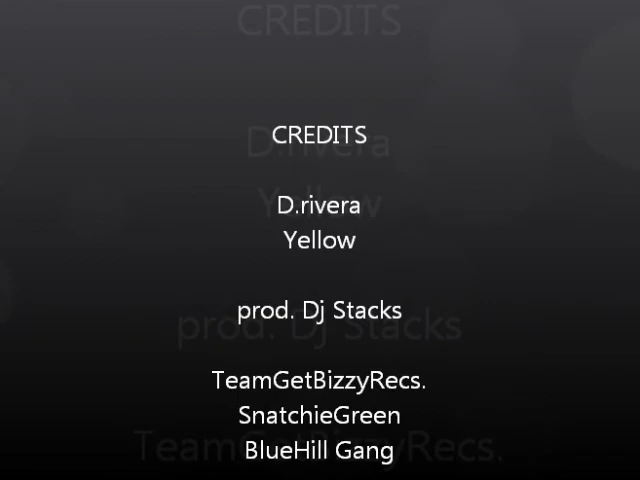 CREDITS
D.rivera
Yellow
prod. Dj Stacks
TeamGetBizzyRecs.
SnatchieGreen
BlueHill Gang